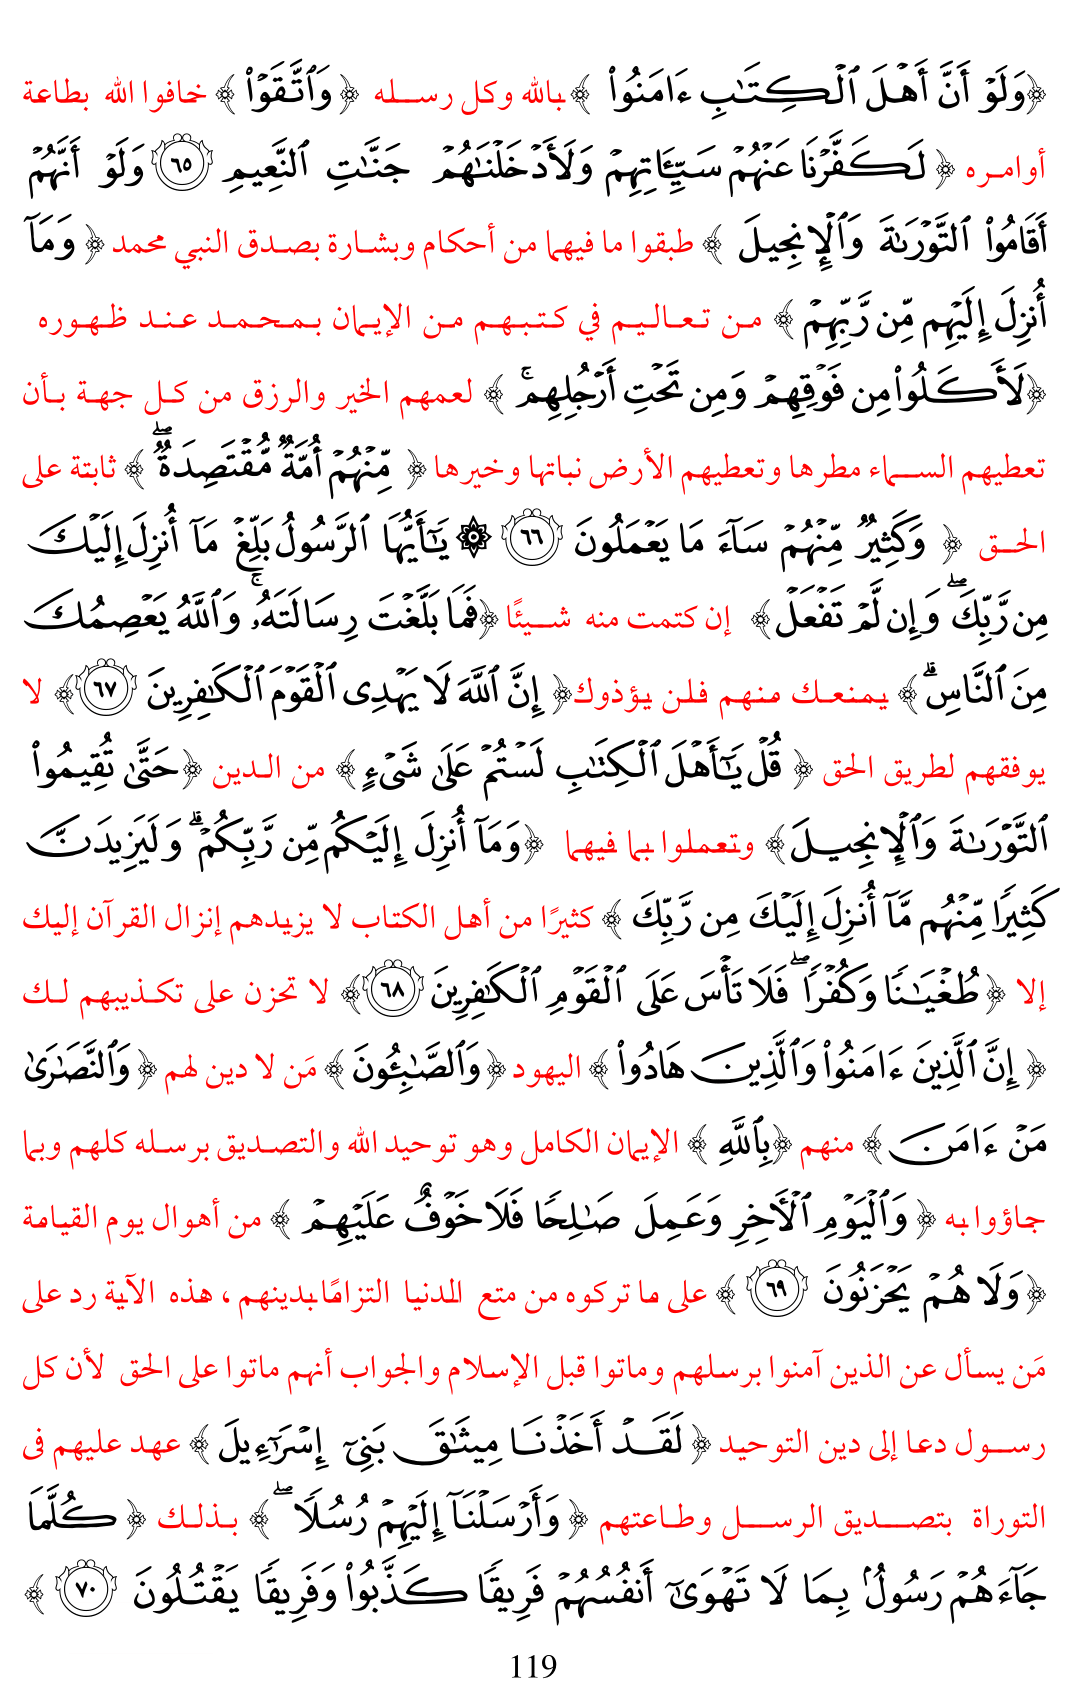 ﴿وَلَوۡ أَنَّ أَهۡلَ ٱلۡكِتَٰبِ ءَامَنُواْ ﴾ بالله وكل رسله ﴿ وَٱتَّقَوۡاْ ﴾ خافوا الله بطاعة
أوامره ﴿ لَكَفَّرۡنَا عَنۡهُمۡ سَيِّـَٔاتِهِمۡ وَلَأَدۡخَلۡنَٰهُمۡ جَنَّٰتِ ٱلنَّعِيمِ ٦٥ وَلَوۡ أَنَّهُمۡ
أَقَامُواْ ٱلتَّوۡرَىٰةَ وَٱلۡإِنجِيلَ ﴾ طبقوا ما فيهما من أحكام وبشارة بصدق النبي محمد ﴿ وَمَآ
أُنزِلَ إِلَيۡهِم مِّن رَّبِّهِمۡ ﴾ من تعاليم في كتبهم من الإيمان بمحمد عند ظهوره
﴿لَأَكَلُواْ مِن فَوۡقِهِمۡ وَمِن تَحۡتِ أَرۡجُلِهِمۚ ﴾ لعمهم الخير والرزق من كل جهة بأن
تعطيهم السماء مطرها وتعطيهم الأرض نباتها وخيرها ﴿ مِّنۡهُمۡ أُمَّةٞ مُّقۡتَصِدَةٞۖ ﴾ ثابتة على
الحق ﴿ وَكَثِيرٞ مِّنۡهُمۡ سَآءَ مَا يَعۡمَلُونَ ٦٦ ۞ يَٰٓأَيُّهَا ٱلرَّسُولُ بَلِّغۡ مَآ أُنزِلَ إِلَيۡكَ
مِن رَّبِّكَۖ وَإِن لَّمۡ تَفۡعَلۡ ﴾ إن كتمت منه شيئًا ﴿فَمَا بَلَّغۡتَ رِسَالَتَهُۥۚ وَٱللَّهُ يَعۡصِمُكَ
مِنَ ٱلنَّاسِۗ ﴾ يمنعك منهم فلن يؤذوك﴿ إِنَّ ٱللَّهَ لَا يَهۡدِي ٱلۡقَوۡمَ ٱلۡكَٰفِرِينَ ٦٧ ﴾ لا
يوفقهم لطريق الحق ﴿ قُلۡ يَٰٓأَهۡلَ ٱلۡكِتَٰبِ لَسۡتُمۡ عَلَىٰ شَيۡءٍ ﴾ من الدين ﴿حَتَّىٰ تُقِيمُواْ
ٱلتَّوۡرَىٰةَ وَٱلۡإِنجِيلَ﴾ وتعملوا بما فيهما ﴿وَمَآ أُنزِلَ إِلَيۡكُم مِّن رَّبِّكُمۡۗ وَلَيَزِيدَنَّ
كَثِيرٗا مِّنۡهُم مَّآ أُنزِلَ إِلَيۡكَ مِن رَّبِّكَ ﴾ كثيرًا من أهل الكتاب لا يزيدهم إنزال القرآن إليك
إلا ﴿طُغۡيَٰنٗا وَكُفۡرٗاۖ فَلَا تَأۡسَ عَلَى ٱلۡقَوۡمِ ٱلۡكَٰفِرِينَ ٦٨ ﴾ لا تحزن على تكذيبهم لك
﴿ إِنَّ ٱلَّذِينَ ءَامَنُواْ وَٱلَّذِينَ هَادُواْ ﴾ اليهود ﴿وَٱلصَّٰبِـُٔونَ ﴾ مَن لا دين لهم ﴿ وَٱلنَّصَٰرَىٰ
مَنۡ ءَامَنَ ﴾ منهم ﴿بِٱللَّهِ ﴾ الإيمان الكامل وهو توحيد الله والتصديق برسله كلهم وبما
جاؤوا به ﴿ وَٱلۡيَوۡمِ ٱلۡأٓخِرِ وَعَمِلَ صَٰلِحٗا فَلَا خَوۡفٌ عَلَيۡهِمۡ ﴾ من أهوال يوم القيامة
﴿وَلَا هُمۡ يَحۡزَنُونَ ٦٩ ﴾ على ما تركوه من متع الدنيا التزامًا بدينهم ، هذه الآية رد على
مَن يسأل عن الذين آمنوا برسلهم وماتوا قبل الإسلام والجواب أنهم ماتوا على الحق لأن كل
رسول دعا إلى دين التوحيد ﴿ لَقَدۡ أَخَذۡنَا مِيثَٰقَ بَنِيٓ إِسۡرَٰٓءِيلَ ﴾ عهد عليهم فى
التوراة بتصديق الرسل وطاعتهم ﴿ وَأَرۡسَلۡنَآ إِلَيۡهِمۡ رُسُلٗاۖ ﴾ بذلك ﴿ كُلَّمَا
جَآءَهُمۡ رَسُولُۢ بِمَا لَا تَهۡوَىٰٓ أَنفُسُهُمۡ فَرِيقٗا كَذَّبُواْ وَفَرِيقٗا يَقۡتُلُونَ ٧٠ ﴾
119